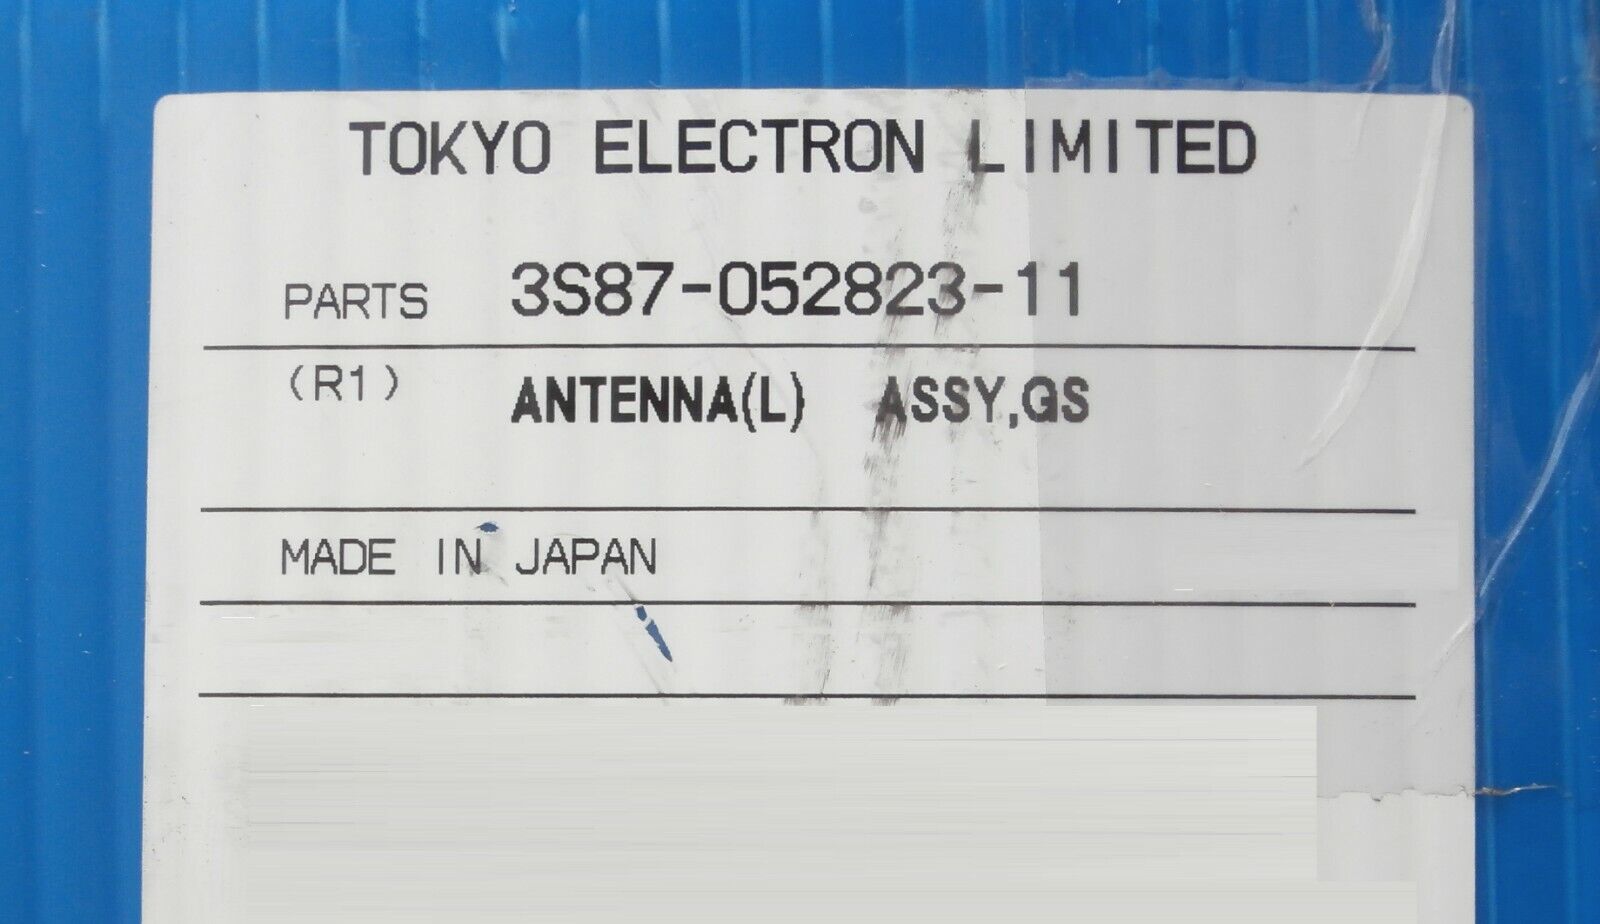 TOKYO ELECTRON LIMITED
PARTS 3S87-052823-11
(R1) ANTENNA(L) ASSY,GS
MADE IN JAPAN